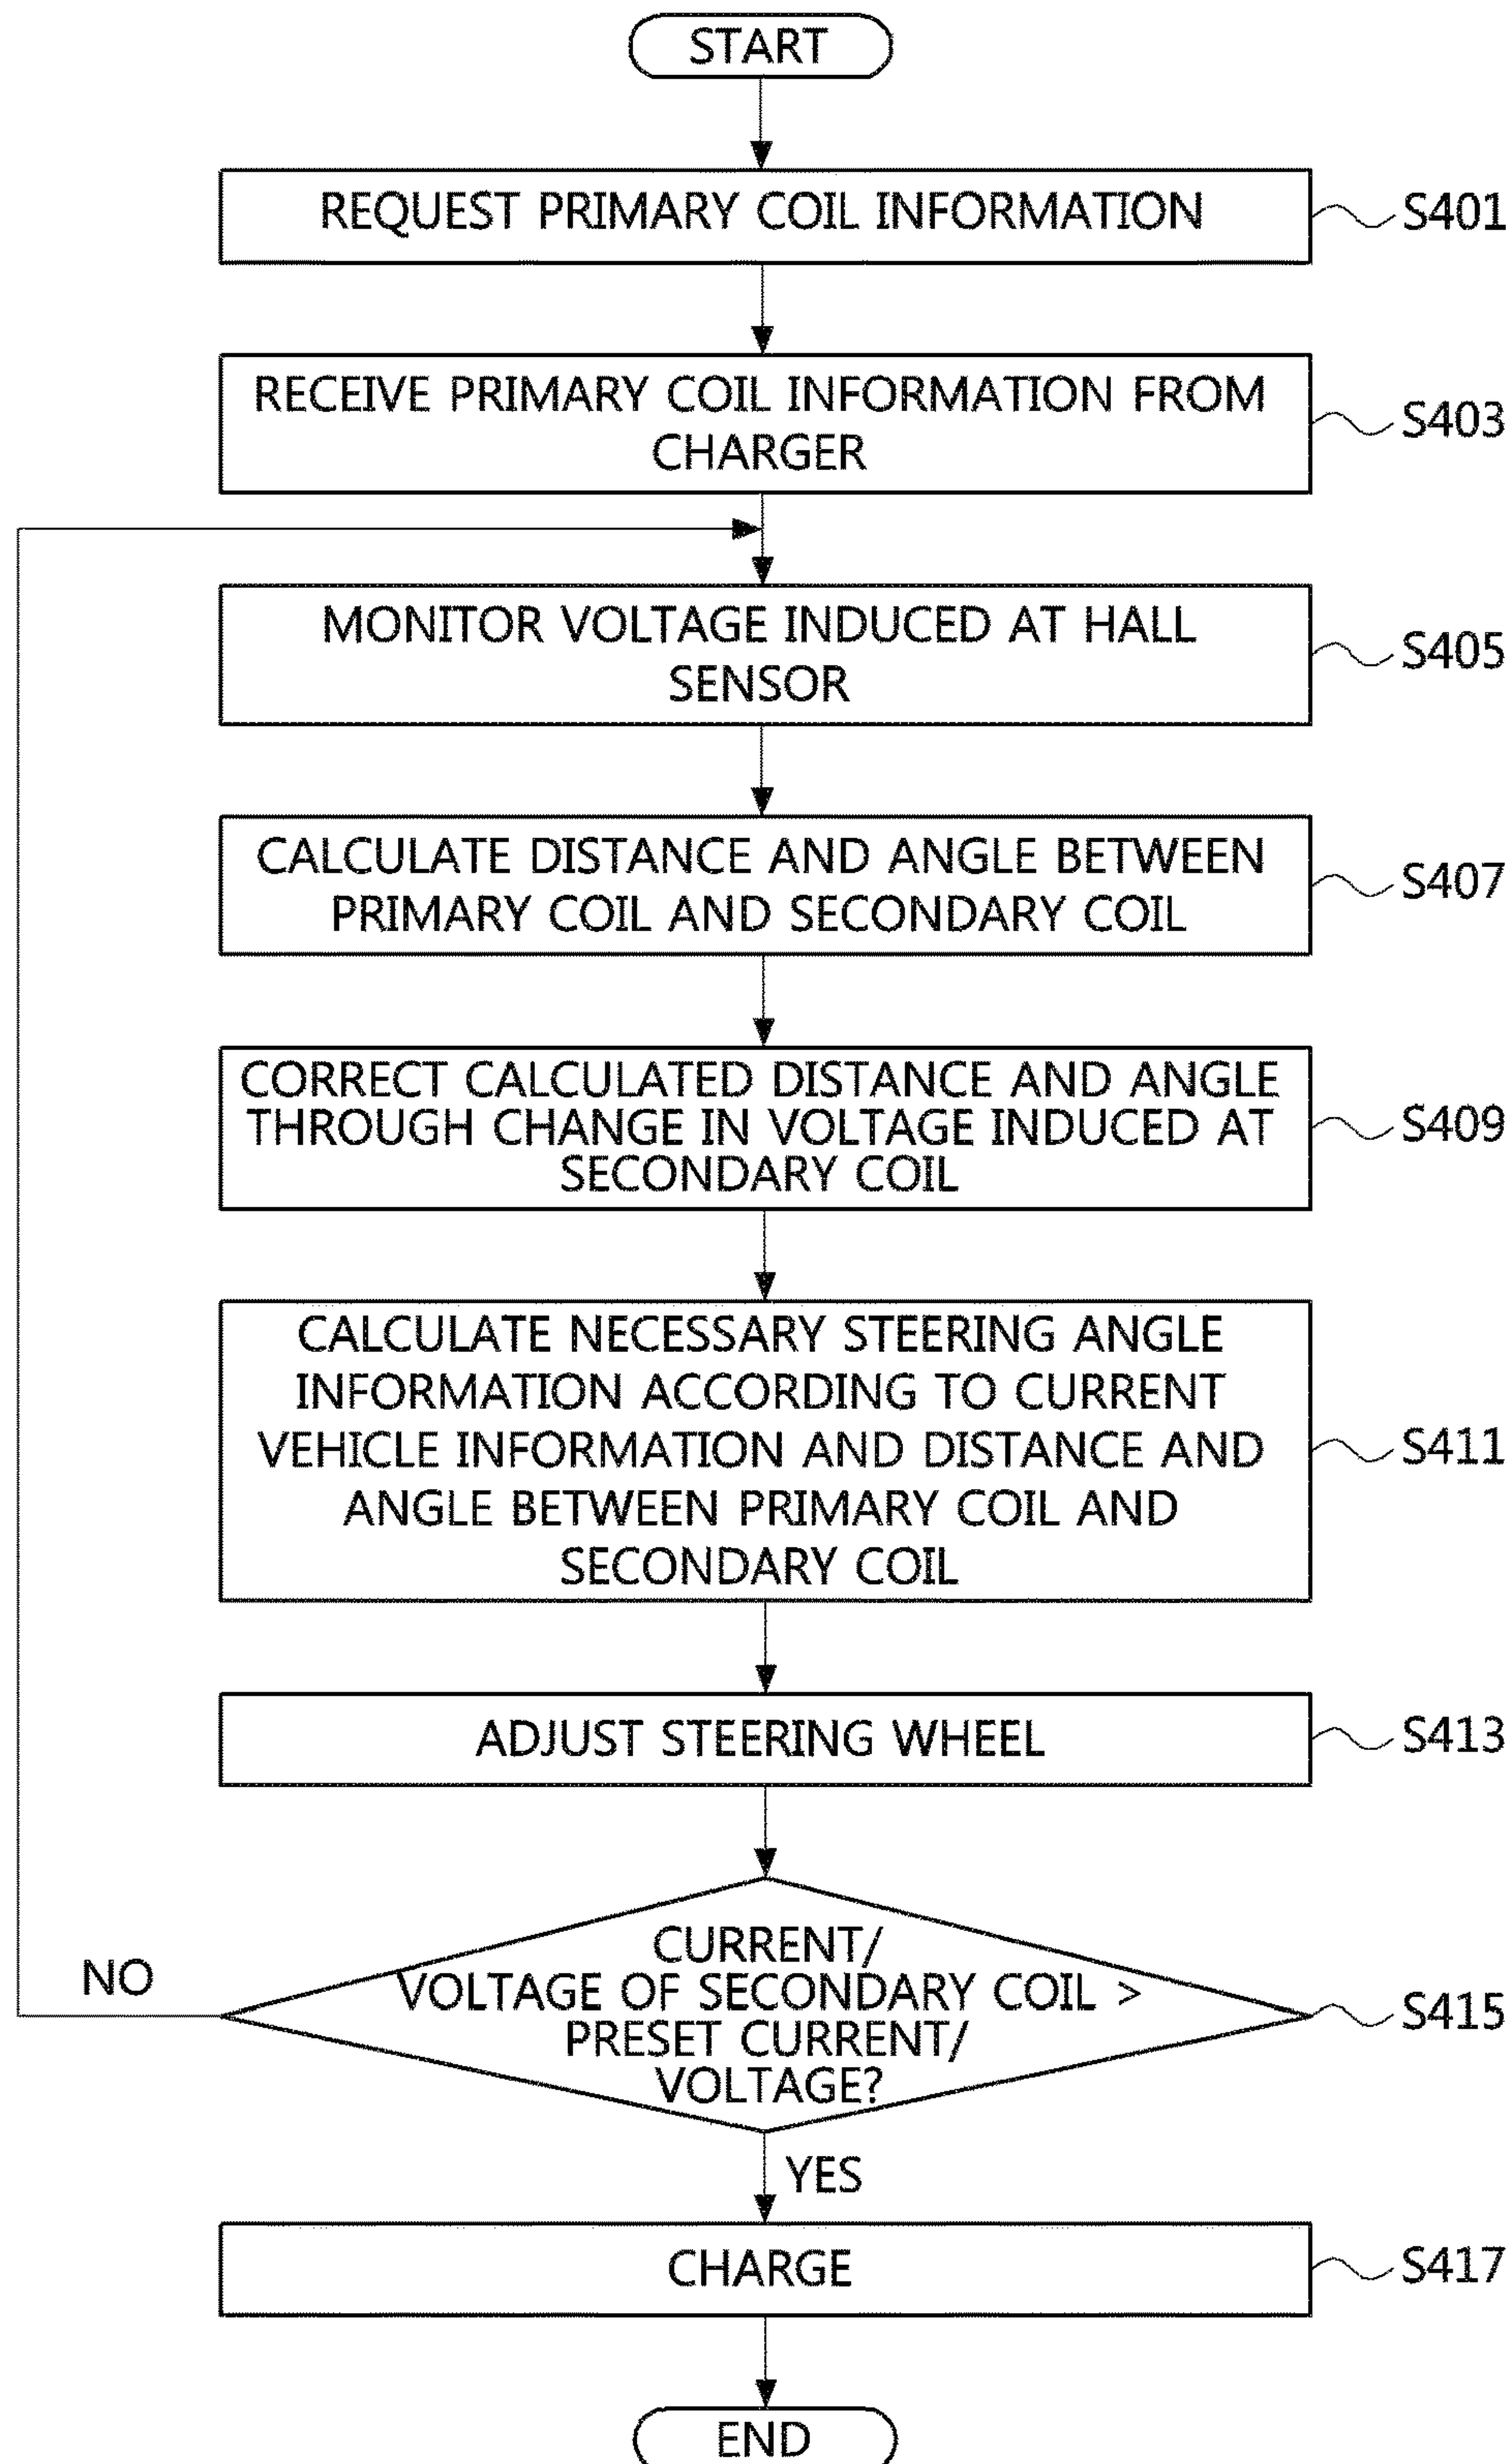 START
REQUEST PRIMARY COIL INFORMATION
S401
RECEIVE PRIMARY COIL INFORMATION FROM
CHARGER
S403
MONITOR VOLTAGE INDUCED AT HALL
SENSOR
S405
CALCULATE DISTANCE AND ANGLE BETWEEN
PRIMARY COIL AND SECONDARY COIL
S407
CORRECT CALCULATED DISTANCE AND ANGLE
THROUGH CHANGE IN VOLTAGE INDUCED AT
SECONDARY COIL
S409
CALCULATE NECESSARY STEERING ANGLE
INFORMATION ACCORDING TO CURRENT
VEHICLE INFORMATION AND DISTANCE AND
ANGLE BETWEEN PRIMARY COIL AND
SECONDARY COIL
S411
ADJUST STEERING WHEEL
S413
CURRENT/
VOLTAGE OF SECONDARY COIL >
PRESET CURRENT/
VOLTAGE?
S415
NO
YES
CHARGE
S417
END